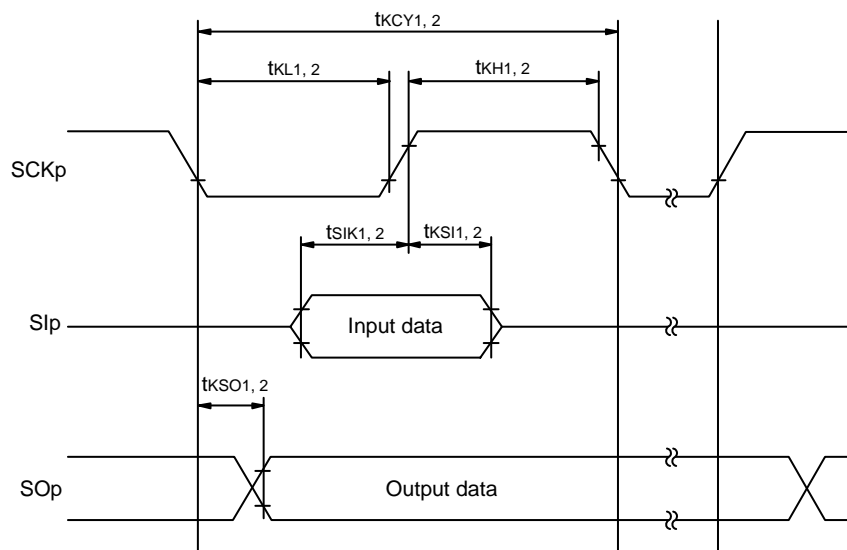 tKCY1, 2
tKL1, 2
tKH1, 2
SCKp
tSIK1, 2
tKSI1, 2
SIp
Input data
tKSO1, 2
SOp
Output data